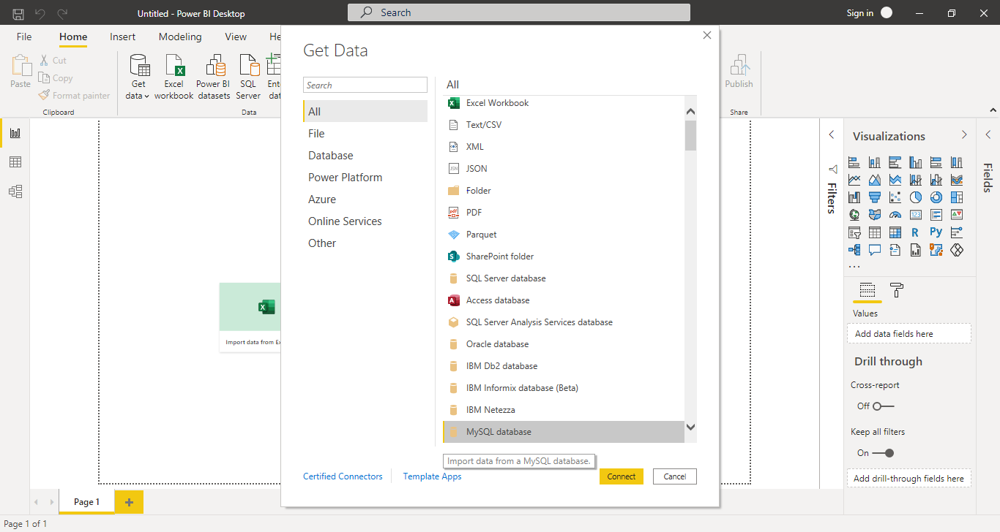 Untitled - Power BI Desktop
Search
Sign in
File
Home
Insert
Modeling
View
He
Paste
Cut
Copy
Format painter
Clipboard
Get
data
Excel
workbook
Power BI
datasets
SQL
Server
Ent
dat
Data
Publish
Share
Get Data
Search
All
File
Database
Power Platform
Azure
Online Services
Other
All
Excel Workbook
Text/CSV
XML
JSON
Folder
PDF
Parquet
SharePoint folder
SQL Server database
Access database
SQL Server Analysis Services database
Oracle database
IBM Db2 database
IBM Informix database (Beta)
IBM Netezza
MySQL database
Import data from a MySQL database.
Certified Connectors
Template Apps
Connect
Cancel
Import data from Ex
Filters
Visualizations
123
R
Py
...
Values
Add data fields here
Drill through
Cross-report
Off
Keep all filters
On
Add drill-through fields here
Fields
Page 1
Page 1 of 1